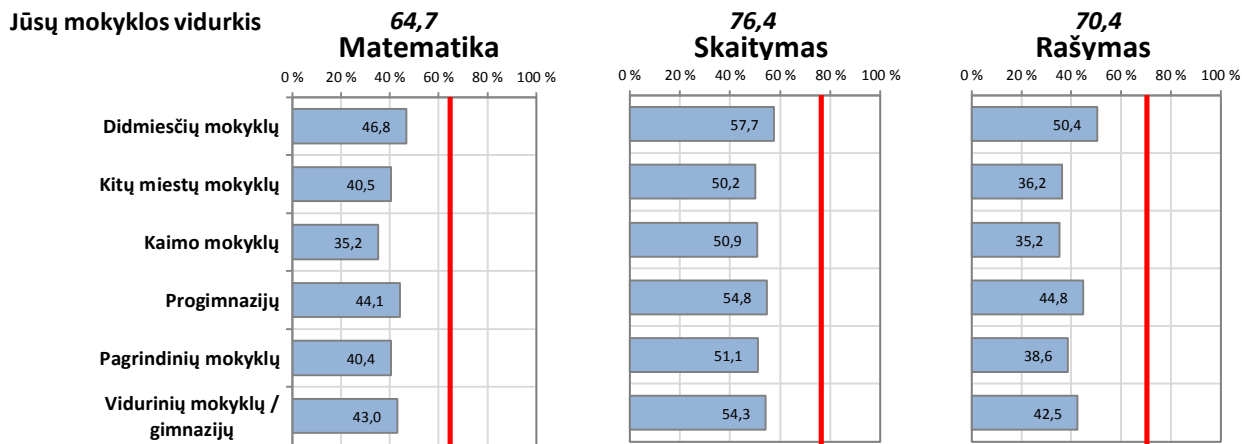 Jūsų mokyklos vidurkis 64,7 76,4 70,4
Matematika Skaitymas Rašymas
0 % 20 % 40 % 60 % 80 % 100 % 0 % 20 % 40 % 60 % 80 % 100 % 0 % 20 % 40 % 60 % 80 % 100 %
Didmiesčių mokyklų 46,8 57,7 50,4
Kitų miestų mokyklų 40,5 50,2 36,2
Kaimo mokyklų 35,2 50,9 35,2
Progimnazijų 44,1 54,8 44,8
Pagrindinių mokyklų 40,4 51,1 38,6
Vidurinių mokyklų /
gimnazijų 43,0 54,3 42,5